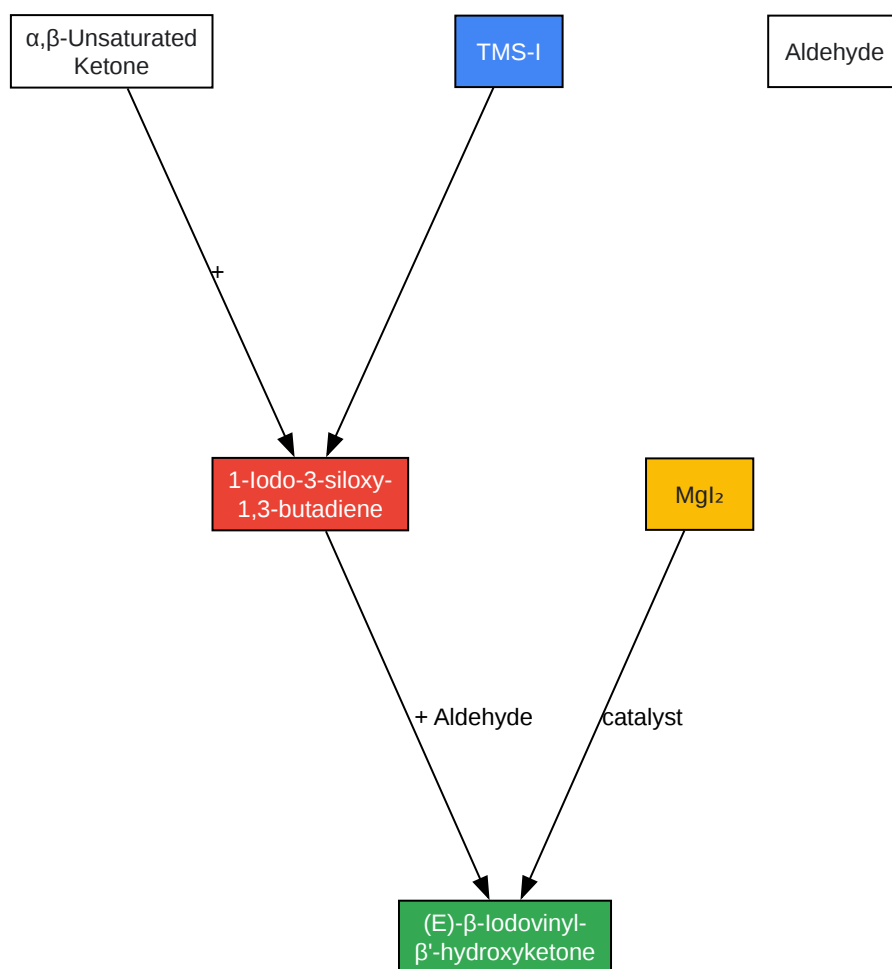 α,β-Unsaturated
Ketone
TMS-I
Aldehyde
+
1-Iodo-3-siloxy-
1,3-butadiene
MgI₂
+ Aldehyde
catalyst
(E)-β-Iodovinyl-
β'-hydroxyketone